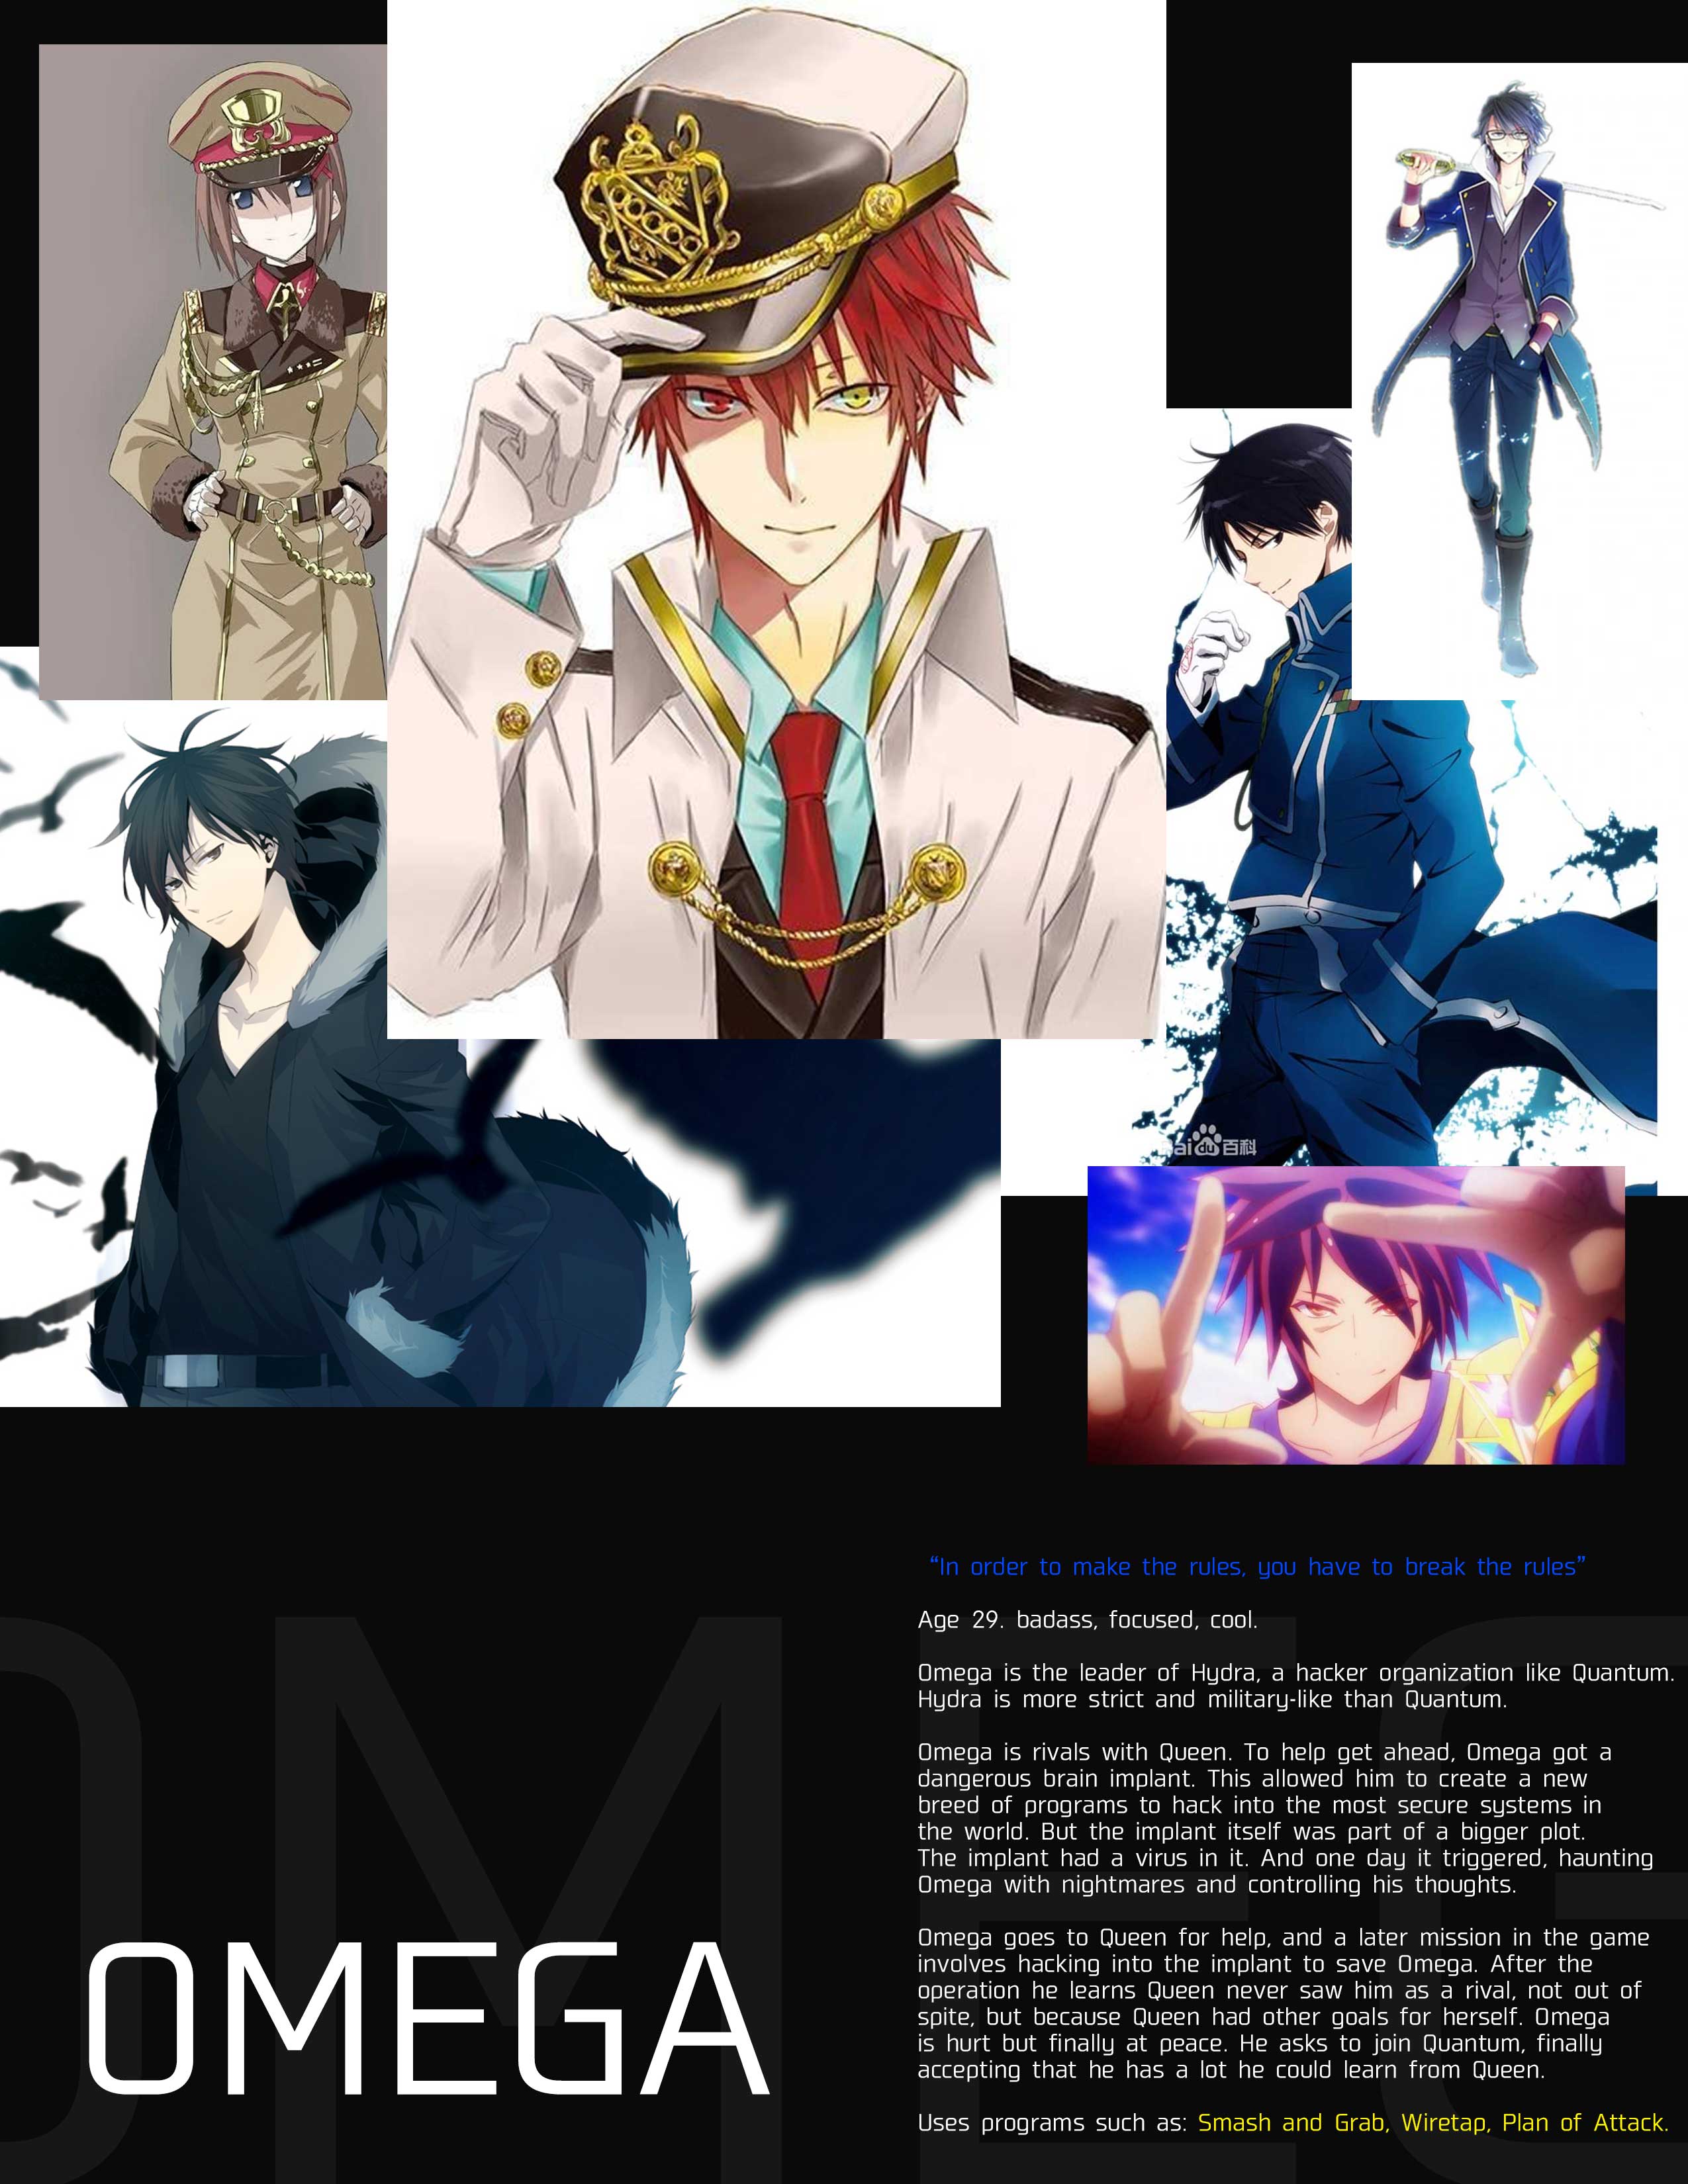 Bai du 百科
“In order to make the rules, you have to break the rules”
Age 29. badass, focused, cool.
Omega is the leader of Hydra, a hacker organization like Quantum.
Hydra is more strict and military-like than Quantum.
Omega is rivals with Queen. To help get ahead, Omega got a
dangerous brain implant. This allowed him to create a new
breed of programs to hack into the most secure systems in
the world. But the implant itself was part of a bigger plot.
The implant had a virus in it. And one day it triggered, haunting
Omega with nightmares and controlling his thoughts.
Omega goes to Queen for help, and a later mission in the game
involves hacking into the implant to save Omega. After the
operation he learns Queen never saw him as a rival, not out of
spite, but because Queen had other goals for herself. Omega
is hurt but finally at peace. He asks to join Quantum, finally
accepting that he has a lot he could learn from Queen.
Uses programs such as: Smash and Grab, Wiretap, Plan of Attack.
OMEGA
OMEG